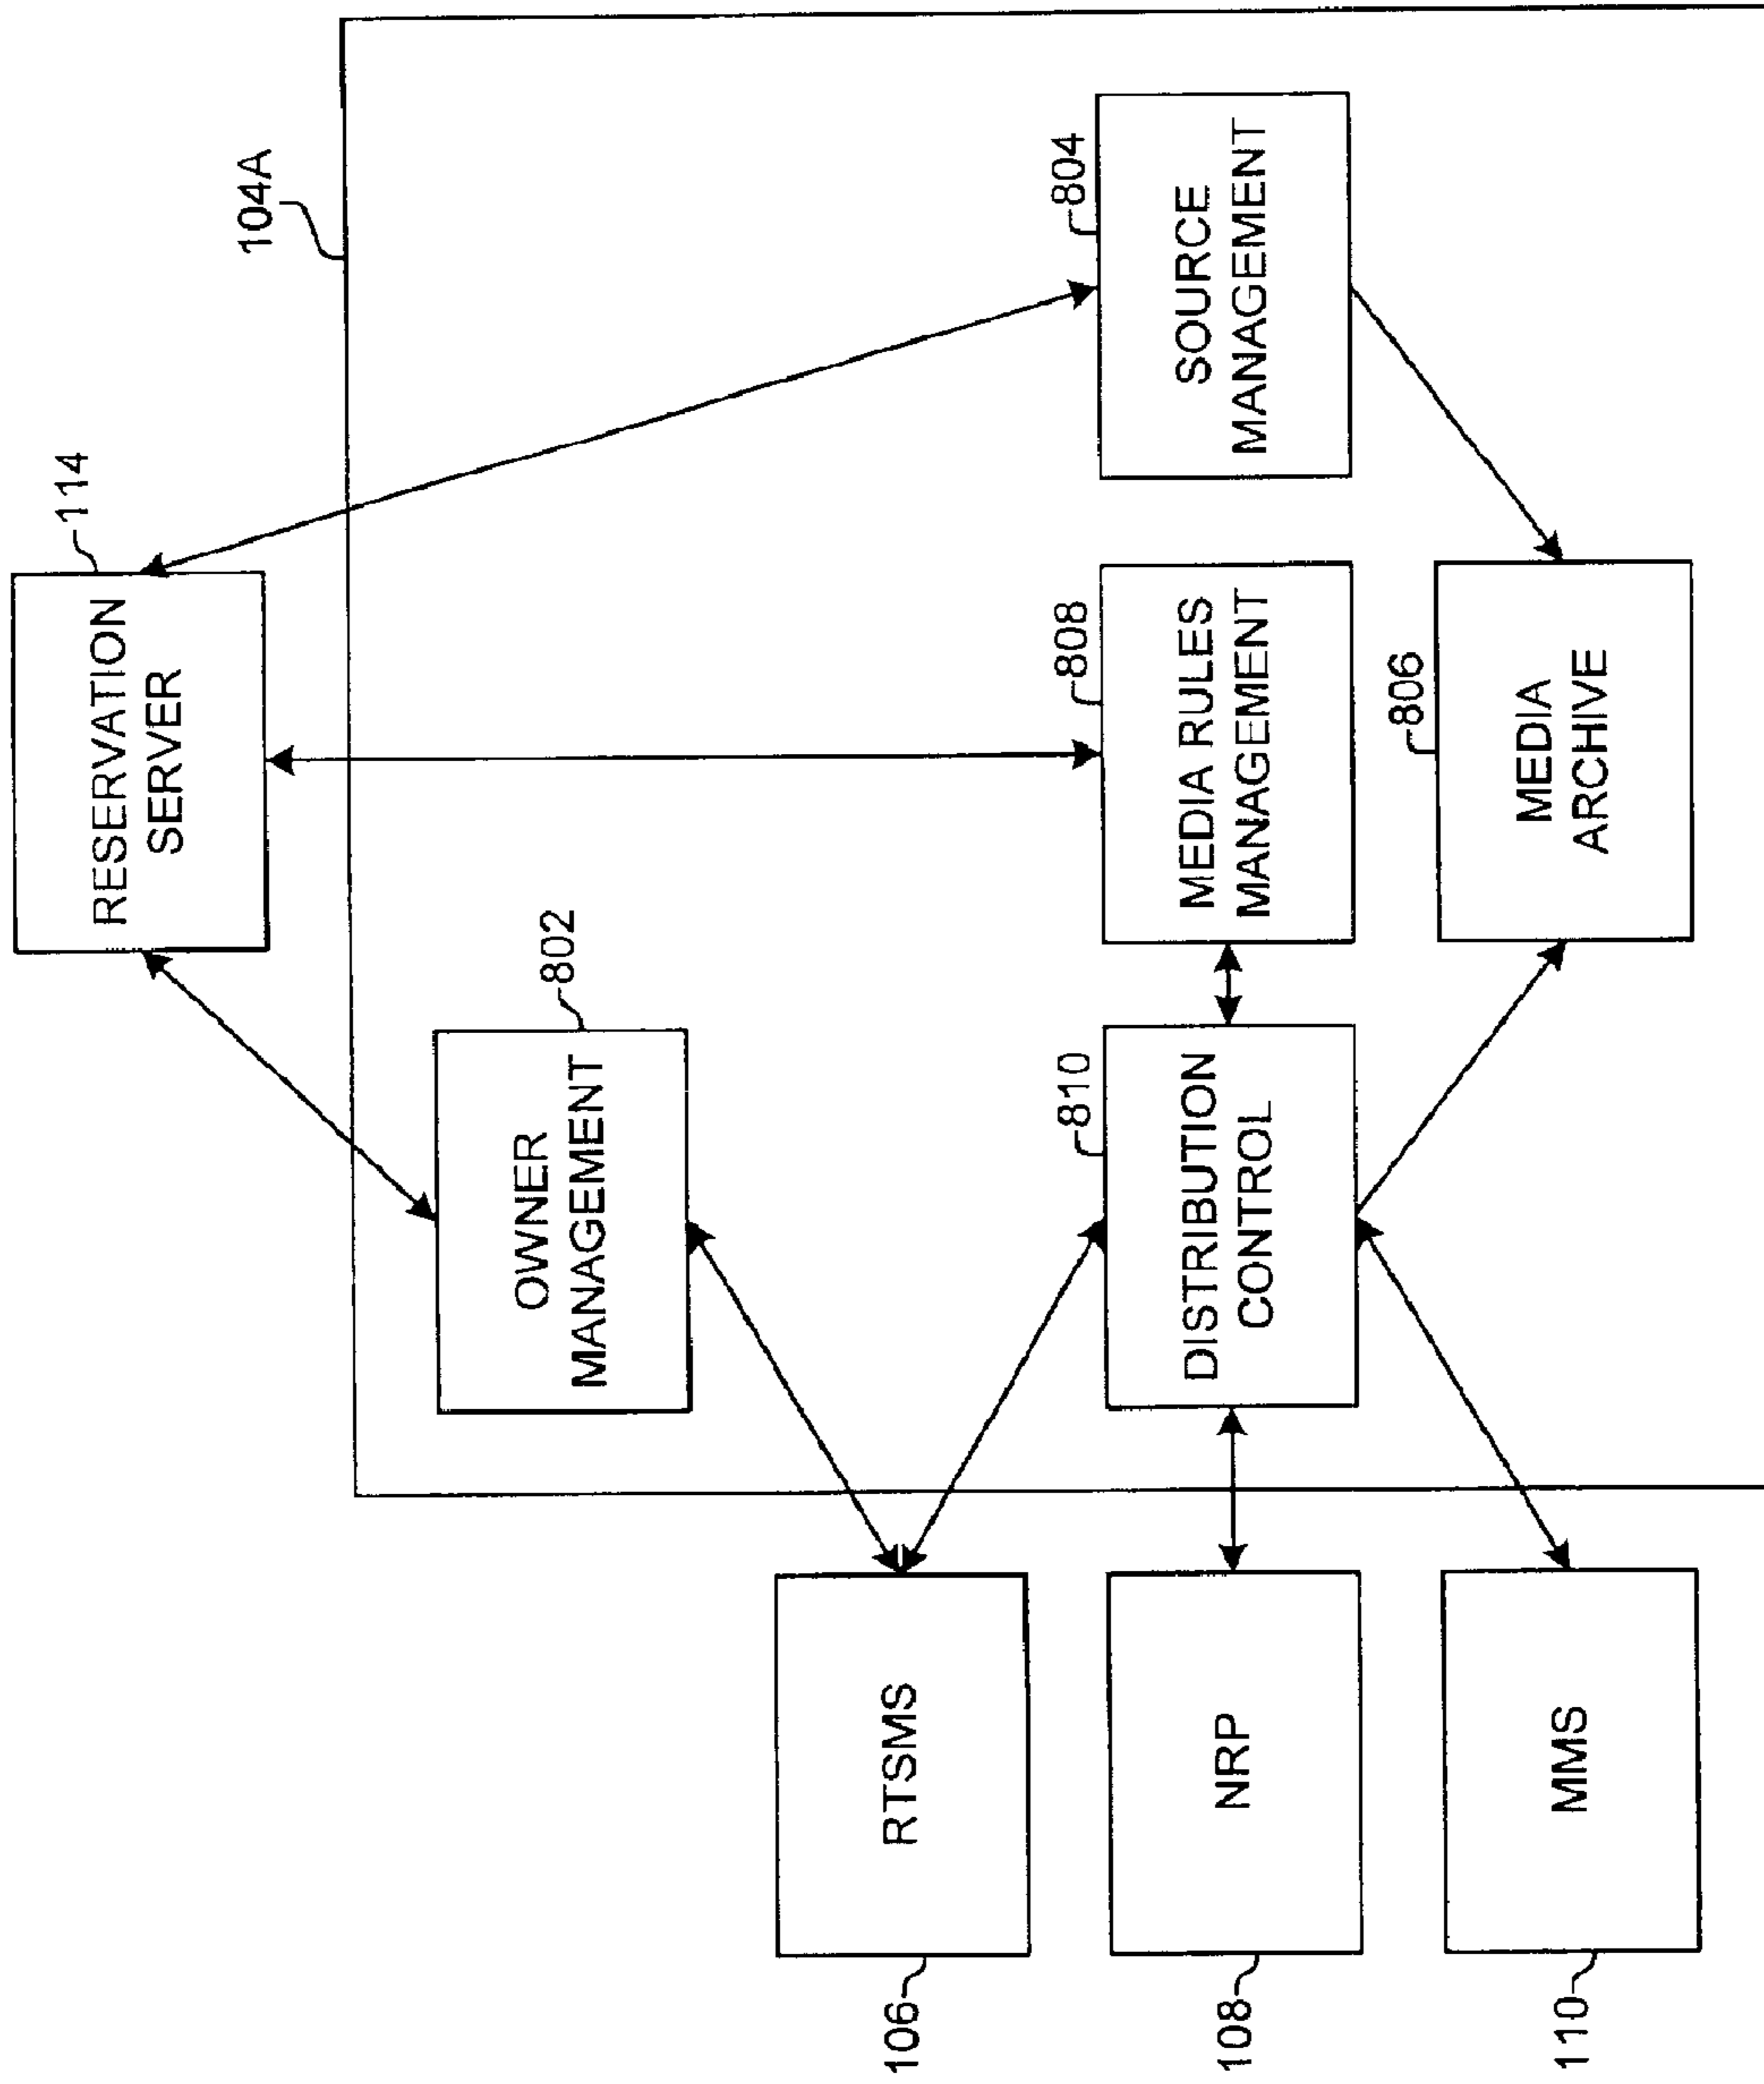 104A
114
RESERVATION
SERVER
802
OWNER
MANAGEMENT
804
SOURCE
MANAGEMENT
808
MEDIA RULES
MANAGEMENT
810
DISTRIBUTION
CONTROL
806
MEDIA
ARCHIVE
RTSMS
106
NRP
108
MMS
110